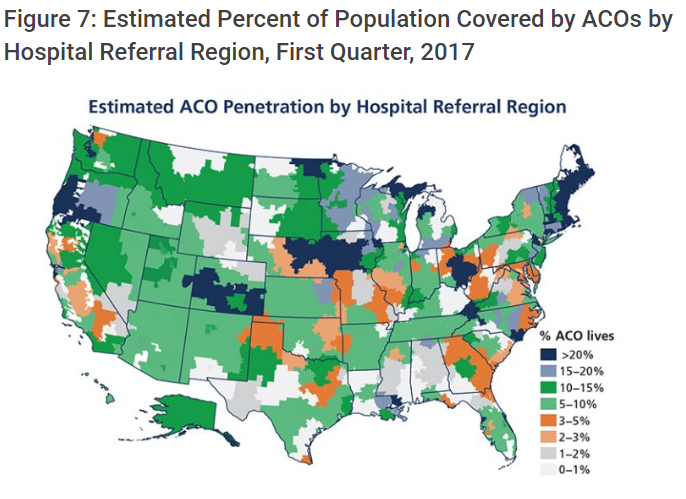 Figure 7: Estimated Percent of Population Covered by ACOs by
Hospital Referral Region, First Quarter, 2017
Estimated ACO Penetration by Hospital Referral Region
% ACO lives
>20%
15–20%
10–15%
5–10%
3–5%
2–3%
1–2%
0–1%